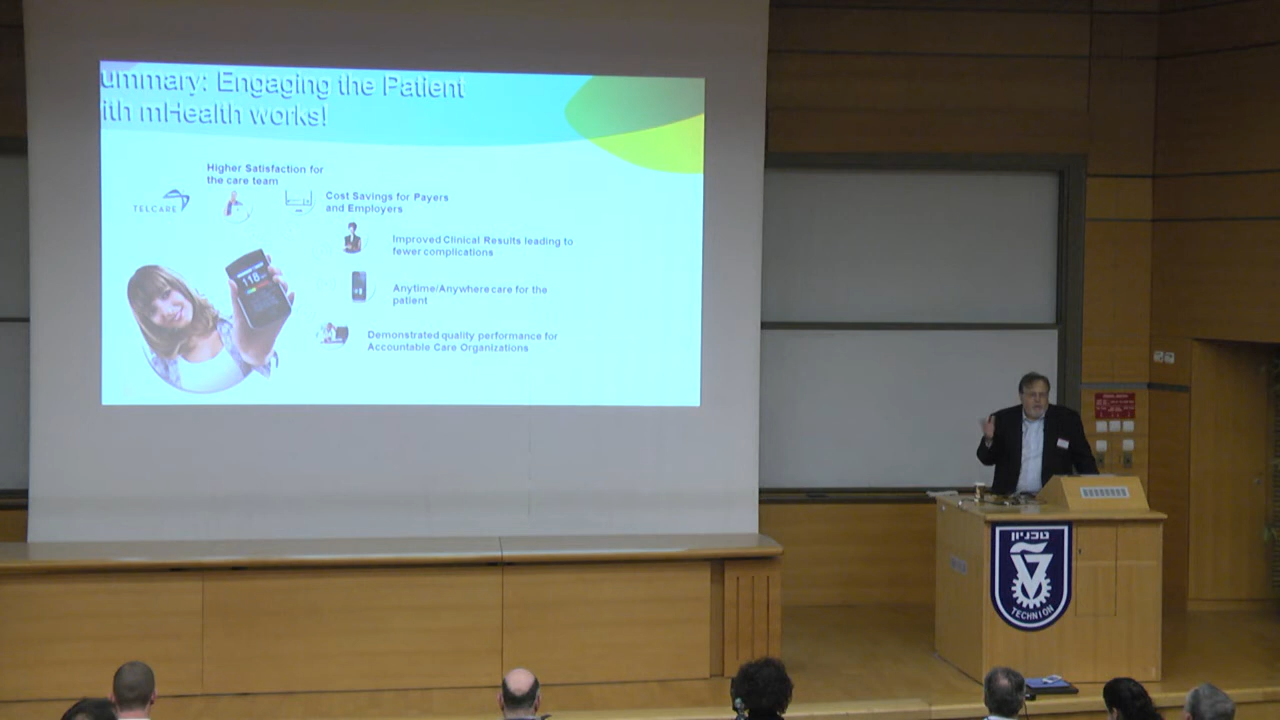 ummary: Engaging the Patient
ith mHealth works!
Higher Satisfaction for
the care team
TELCARE
Cost Savings for Payers
and Employers
Improved Clinical Results leading to
fewer complications
118
Anytime/Anywhere care for the
patient
Demonstrated quality performance for
Accountable Care Organizations
טכניון
TECHNION